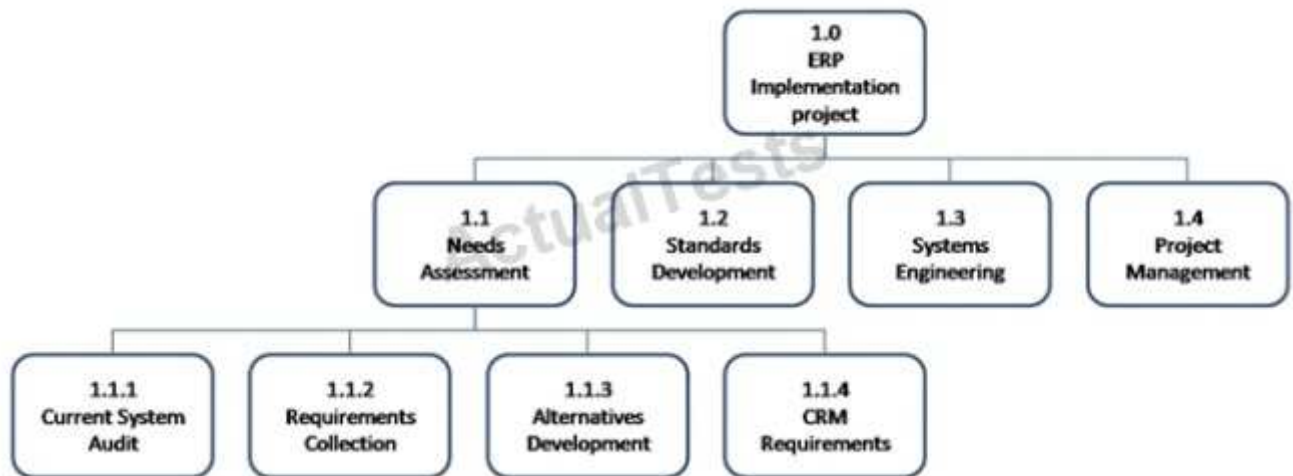 1.0
ERP
Implementation
project
ActualTests
1.1
Needs
Assessment
1.2
Standards
Development
1.3
Systems
Engineering
1.4
Project
Management
1.1.1
Current System
Audit
1.1.2
Requirements
Collection
1.1.3
Alternatives
Development
1.1.4
CRM
Requirements